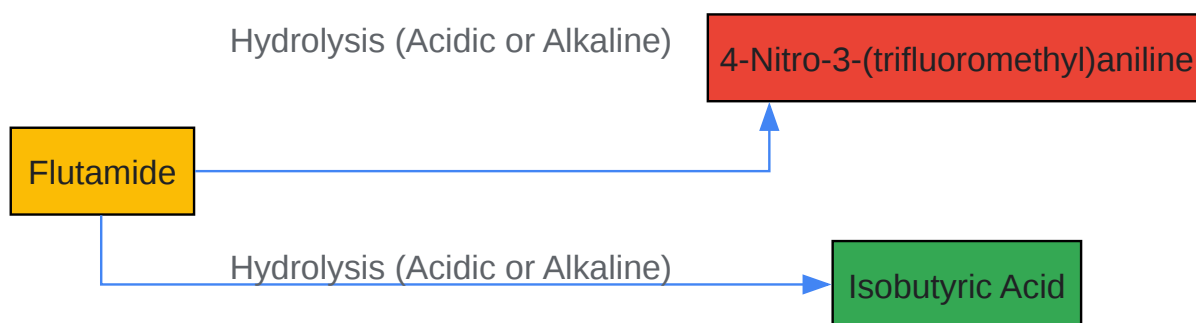 Hydrolysis (Acidic or Alkaline)
4-Nitro-3-(trifluoromethyl)aniline
Flutamide
Hydrolysis (Acidic or Alkaline)
Isobutyric Acid